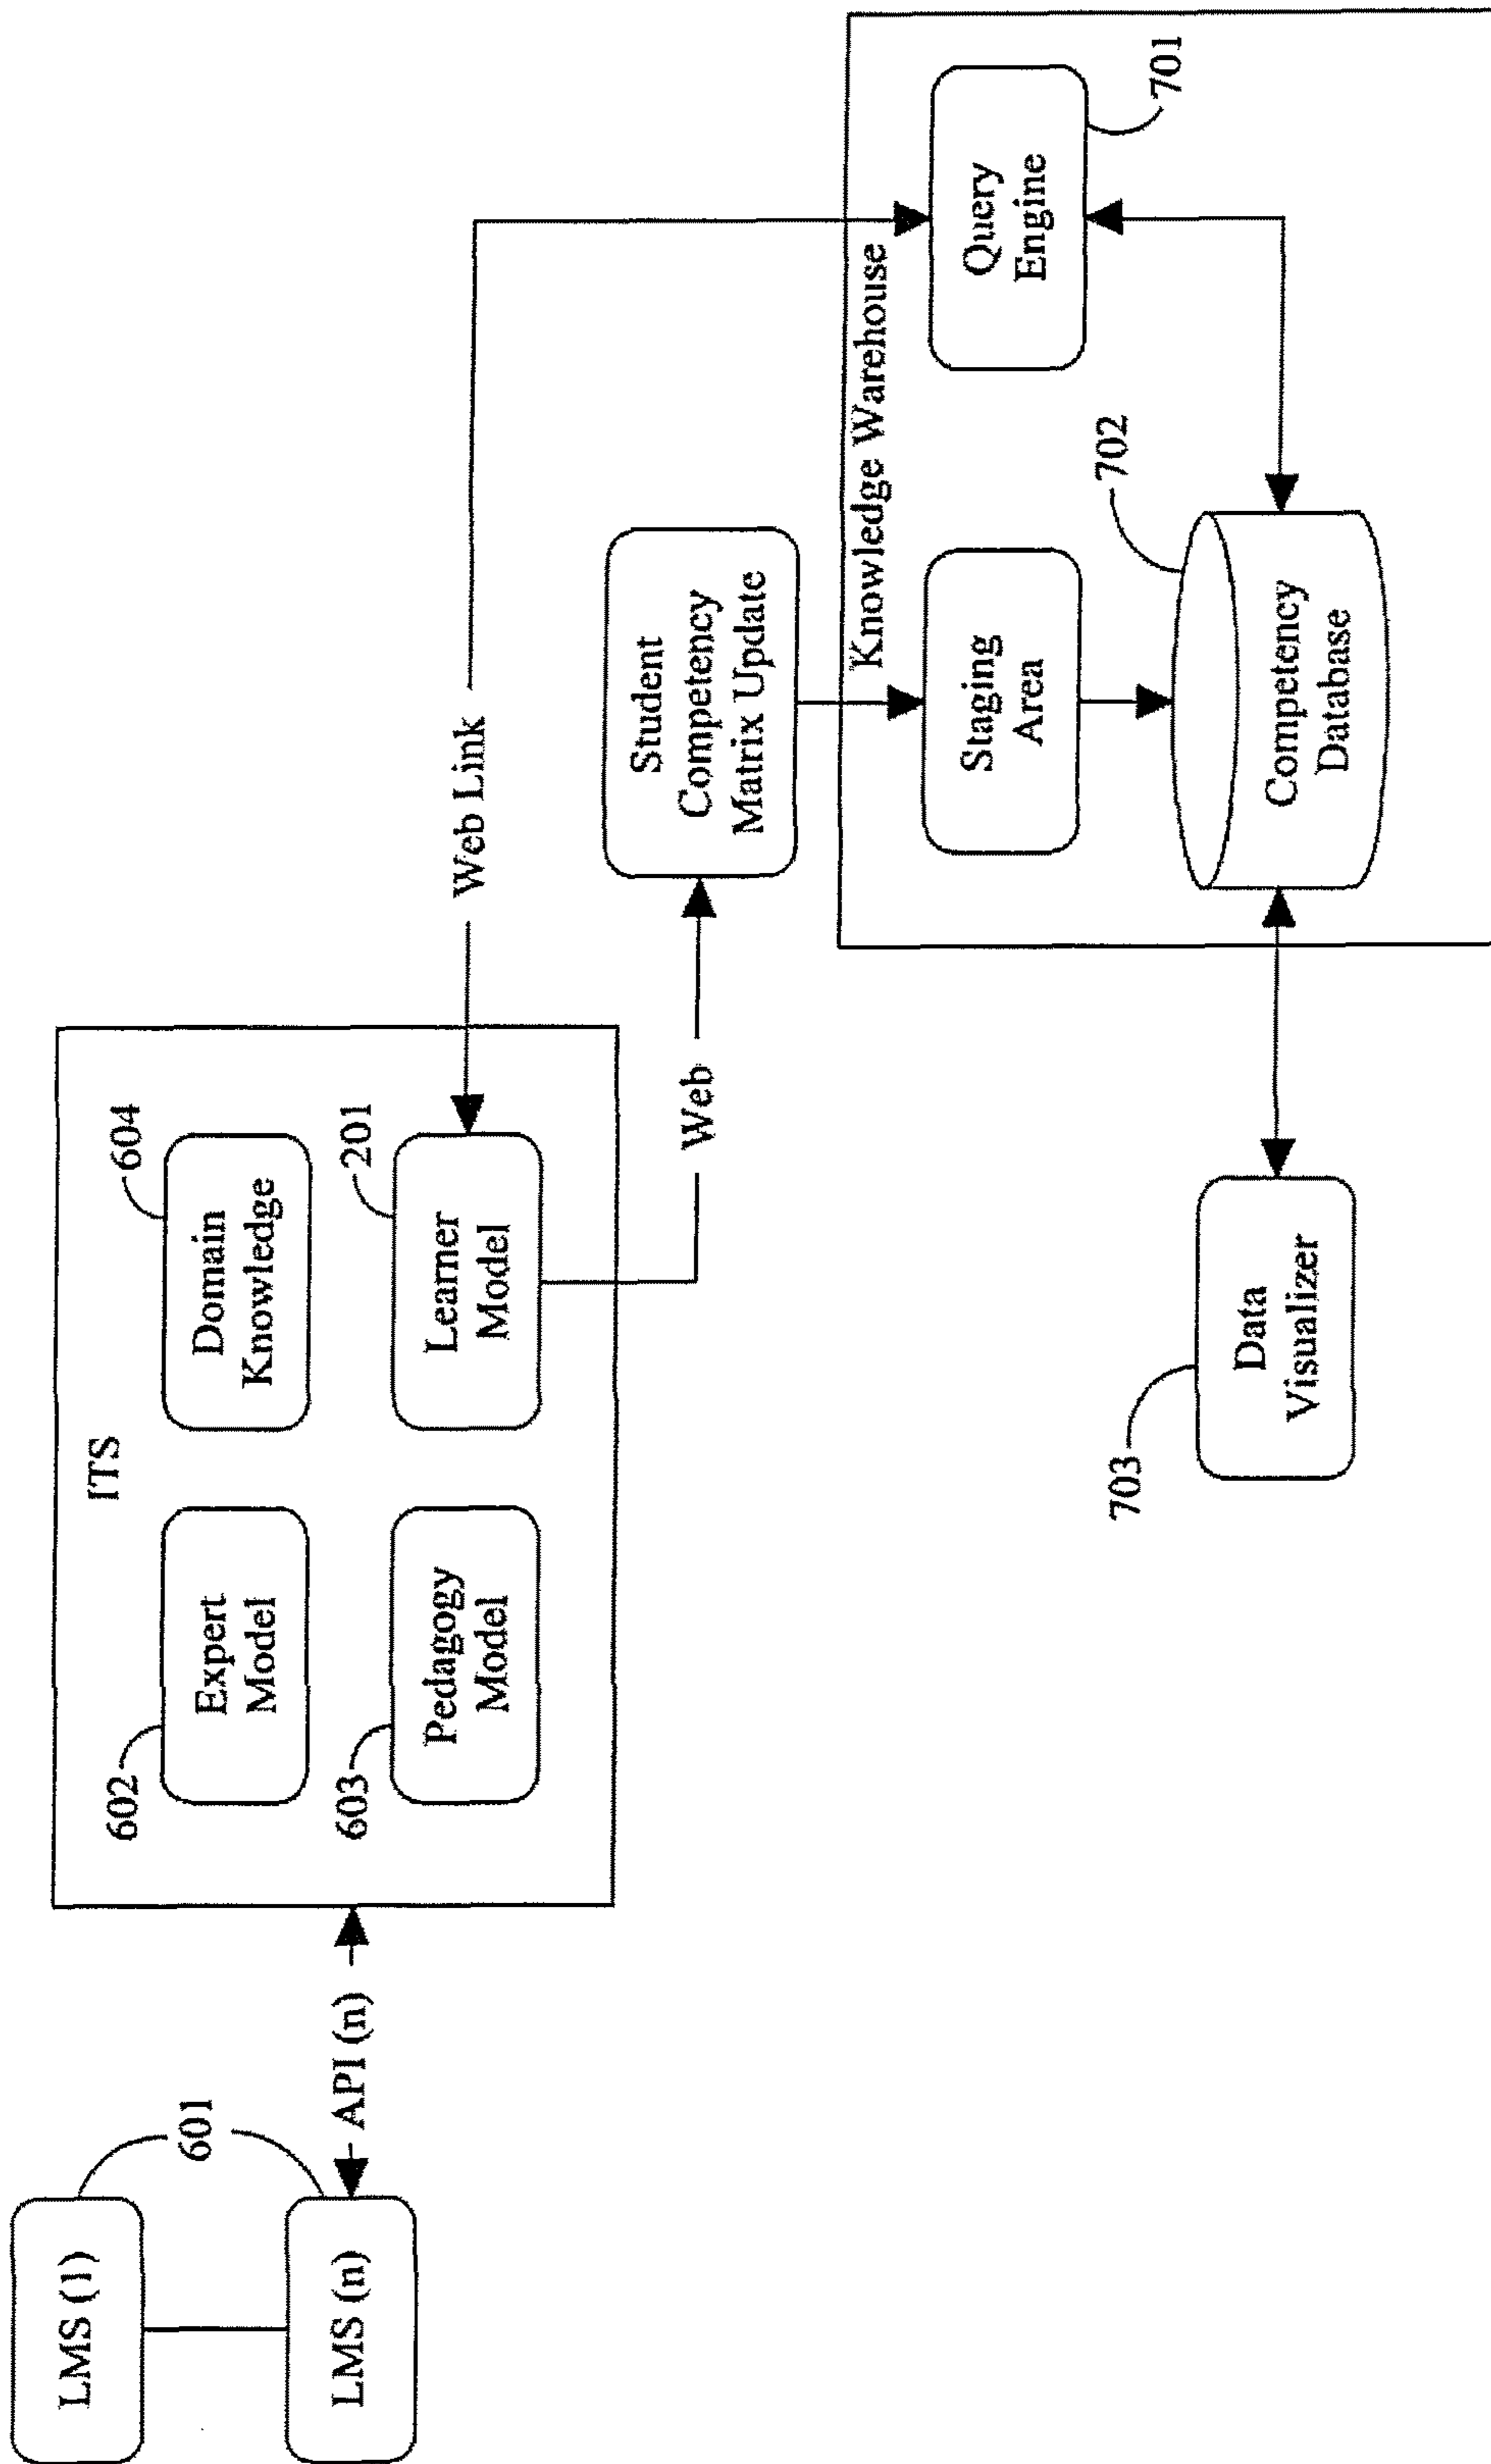 LMS (1)
601
LMS (n)
API (n)
ITS
602
Expert
Model
604
Domain
Knowledge
603
Pedagogy
Model
201
Learner
Model
Web Link
Web
Student
Competency
Matrix Update
Knowledge Warehouse
Staging
Area
Query
Engine
701
702
Competency
Database
703
Data
Visualizer